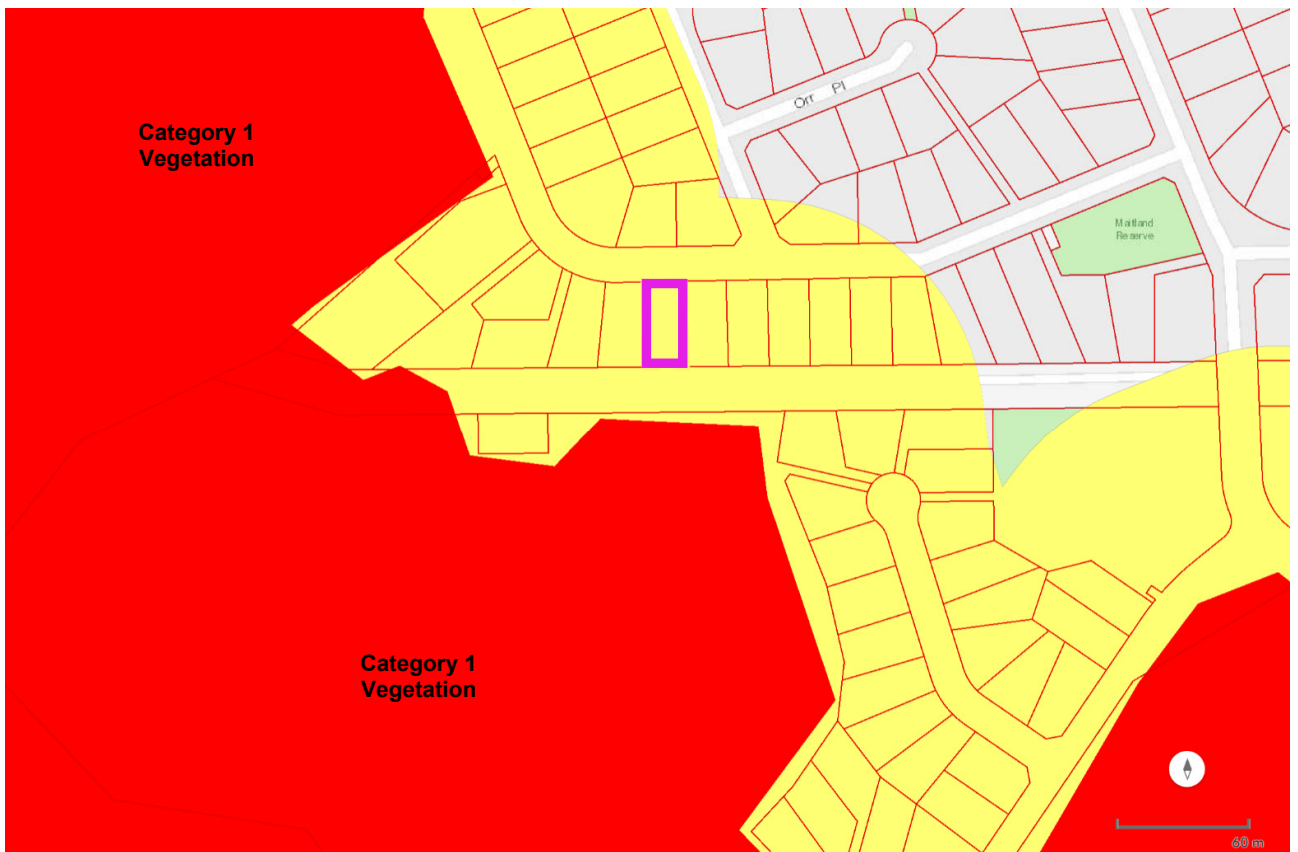 Orr Pl
Category 1
Vegetation
Maitland
Reserve
Category 1
Vegetation
60 m